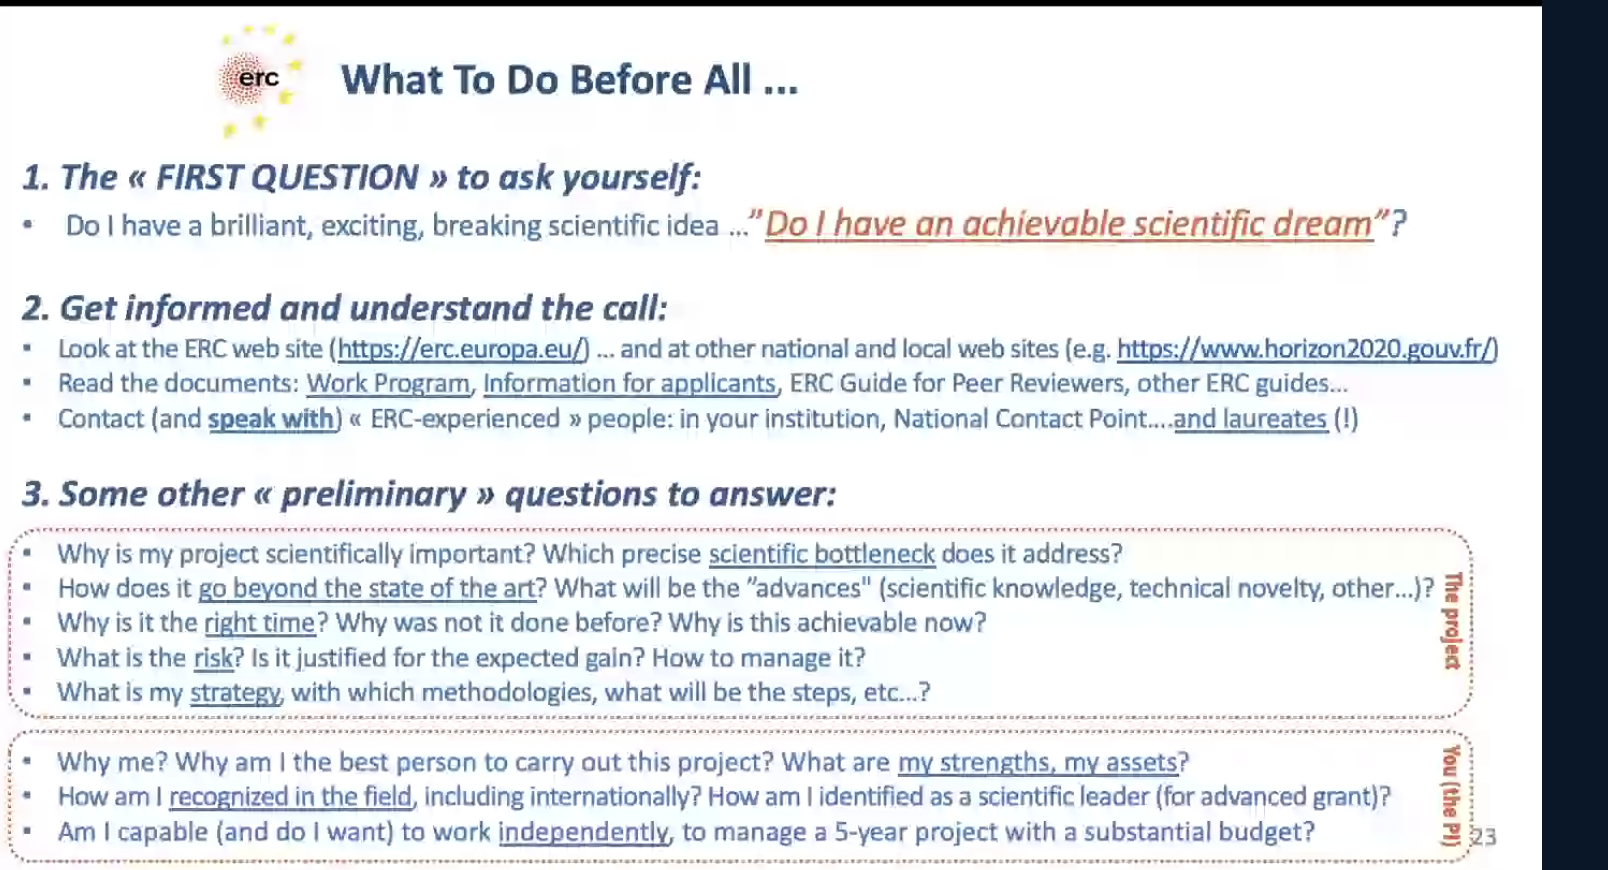 erc
What To Do Before All ...
1. The « FIRST QUESTION » to ask yourself:
• Do I have a brilliant, exciting, breaking scientific idea ..."Do I have an achievable scientific dream"?
2. Get informed and understand the call:
• Look at the ERC web site (https://erc.europa.eu/) ... and at other national and local web sites (e.g. https://www.horizon2020.gouv.fr/)
• Read the documents: Work Program, Information for applicants, ERC Guide for Peer Reviewers, other ERC guides...
• Contact (and speak with) « ERC-experienced » people: in your institution, National Contact Point....and laureates (!)
3. Some other « preliminary » questions to answer:
• Why is my project scientifically important? Which precise scientific bottleneck does it address?
• How does it go beyond the state of the art? What will be the "advances" (scientific knowledge, technical novelty, other...)?
• Why is it the right time? Why was not it done before? Why is this achievable now?
• What is the risk? Is it justified for the expected gain? How to manage it?
• What is my strategy, with which methodologies, what will be the steps, etc...?
The project
• Why me? Why am I the best person to carry out this project? What are my strengths, my assets?
• How am I recognized in the field, including internationally? How am I identified as a scientific leader (for advanced grant)?
• Am I capable (and do I want) to work independently, to manage a 5-year project with a substantial budget?
You (the PI)
23